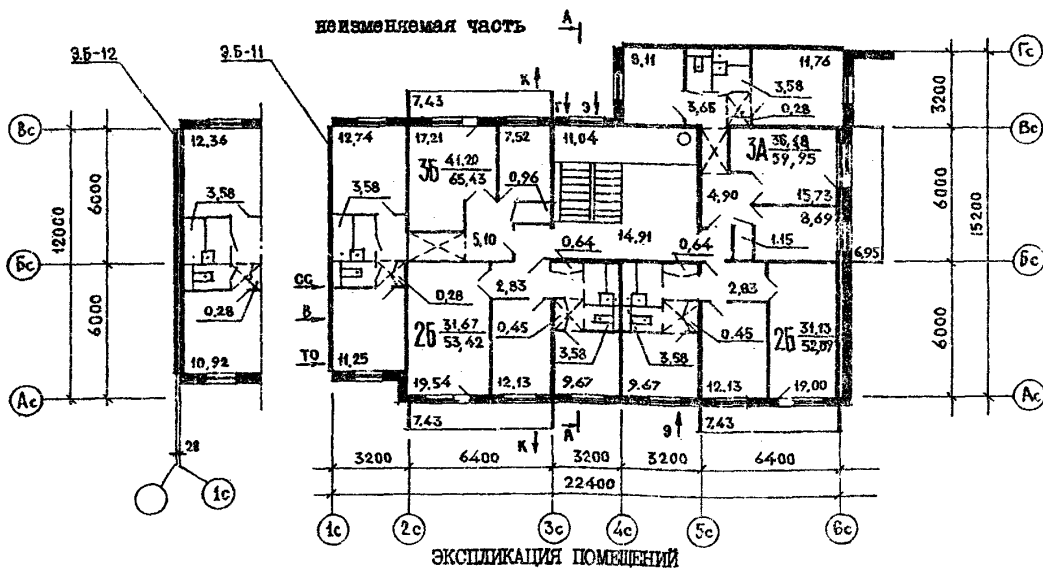 неизменяемая часть
А
Э.Б-12
Э.Б-11
К
Гс
7,43
Г
Э
9,11
11,76
3,58
3,65
0,28
3200
Вс
12,36
12,74
17,21
7,52
11,04
Вс
3Б 41,20 65,43
3А 36,48 59,95
0,96
3,58
3,58
4,90
15,73
8,69
6000
12000
6000
15200
5,10
14,91
1.15
6,95
Бс
0,64
0,64
Бс
СС
2,83
2,83
0,28
0,28
В
0,45
0.45
2Б 31,67 53,42
2Б 31,13 52,89
6000
6000
3,58
3,58
ТО
10,92
11,25
19,54
12,13
9.67
9.67
12.13
19,00
Ас
Ас
7.43
7.43
К
А
Э
28
3200
6400
3200
3200
6400
22400
1с
1с
2с
3с
4с
5с
6с
ЭКСПЛИКАЦИЯ ПОМЕЩЕНИЙ